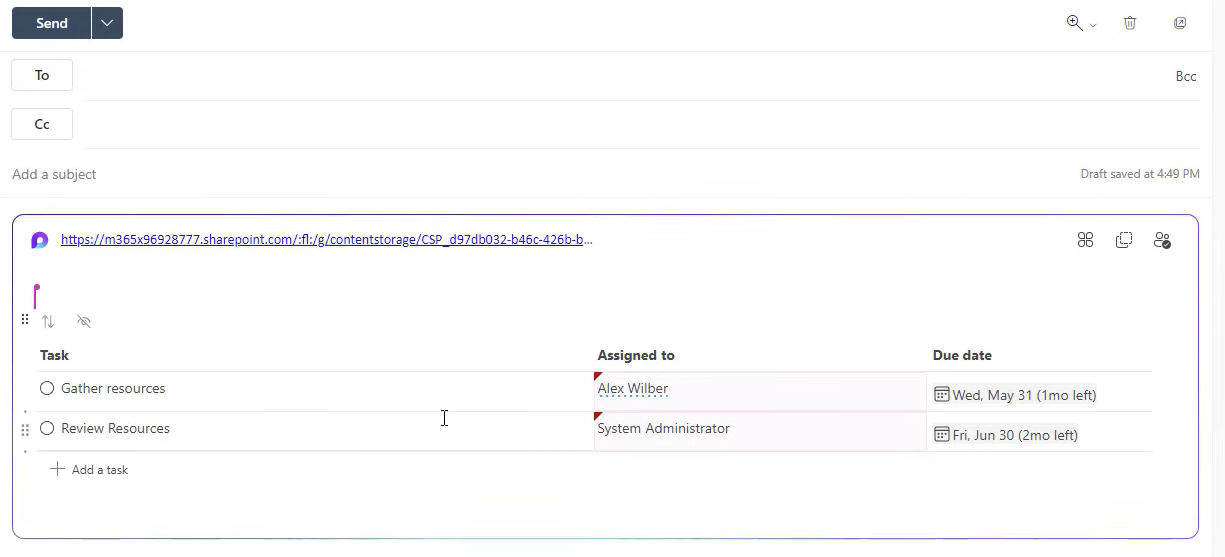 Send
To
Bcc
Cc
Add a subject
Draft saved at 4:49 PM
https://m365x96928777.sharepoint.com/:fl:/g/contentstorage/CSP_d97db032-b46c-426b-b...
Task Assigned to Due date
Gather resources Alex Wilber Wed, May 31 (1mo left)
Review Resources System Administrator Fri, Jun 30 (2mo left)
Add a task